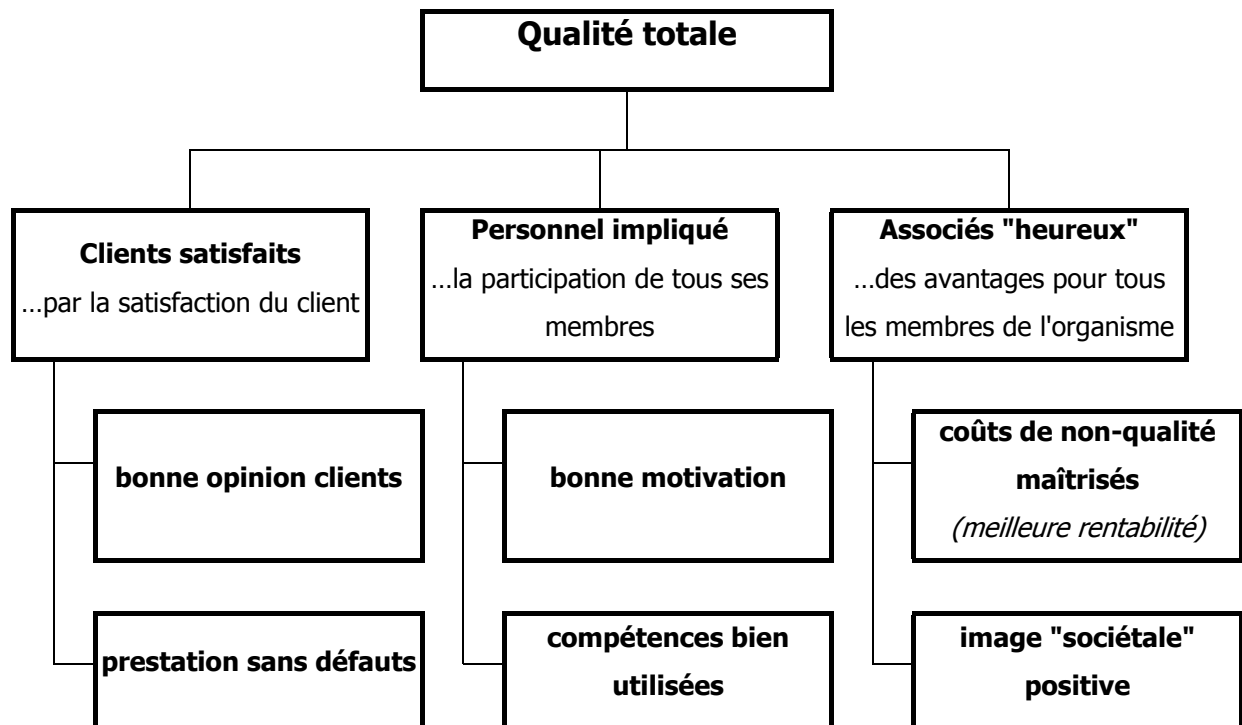 Qualité totale
Clients satisfaits
...par la satisfaction du client
Personnel impliqué
...la participation de tous ses
membres
Associés "heureux"
...des avantages pour tous
les membres de l'organisme
bonne opinion clients
bonne motivation
coûts de non-qualité
maîtrisés
(meilleure rentabilité)
prestation sans défauts
compétences bien
utilisées
image "sociétale"
positive